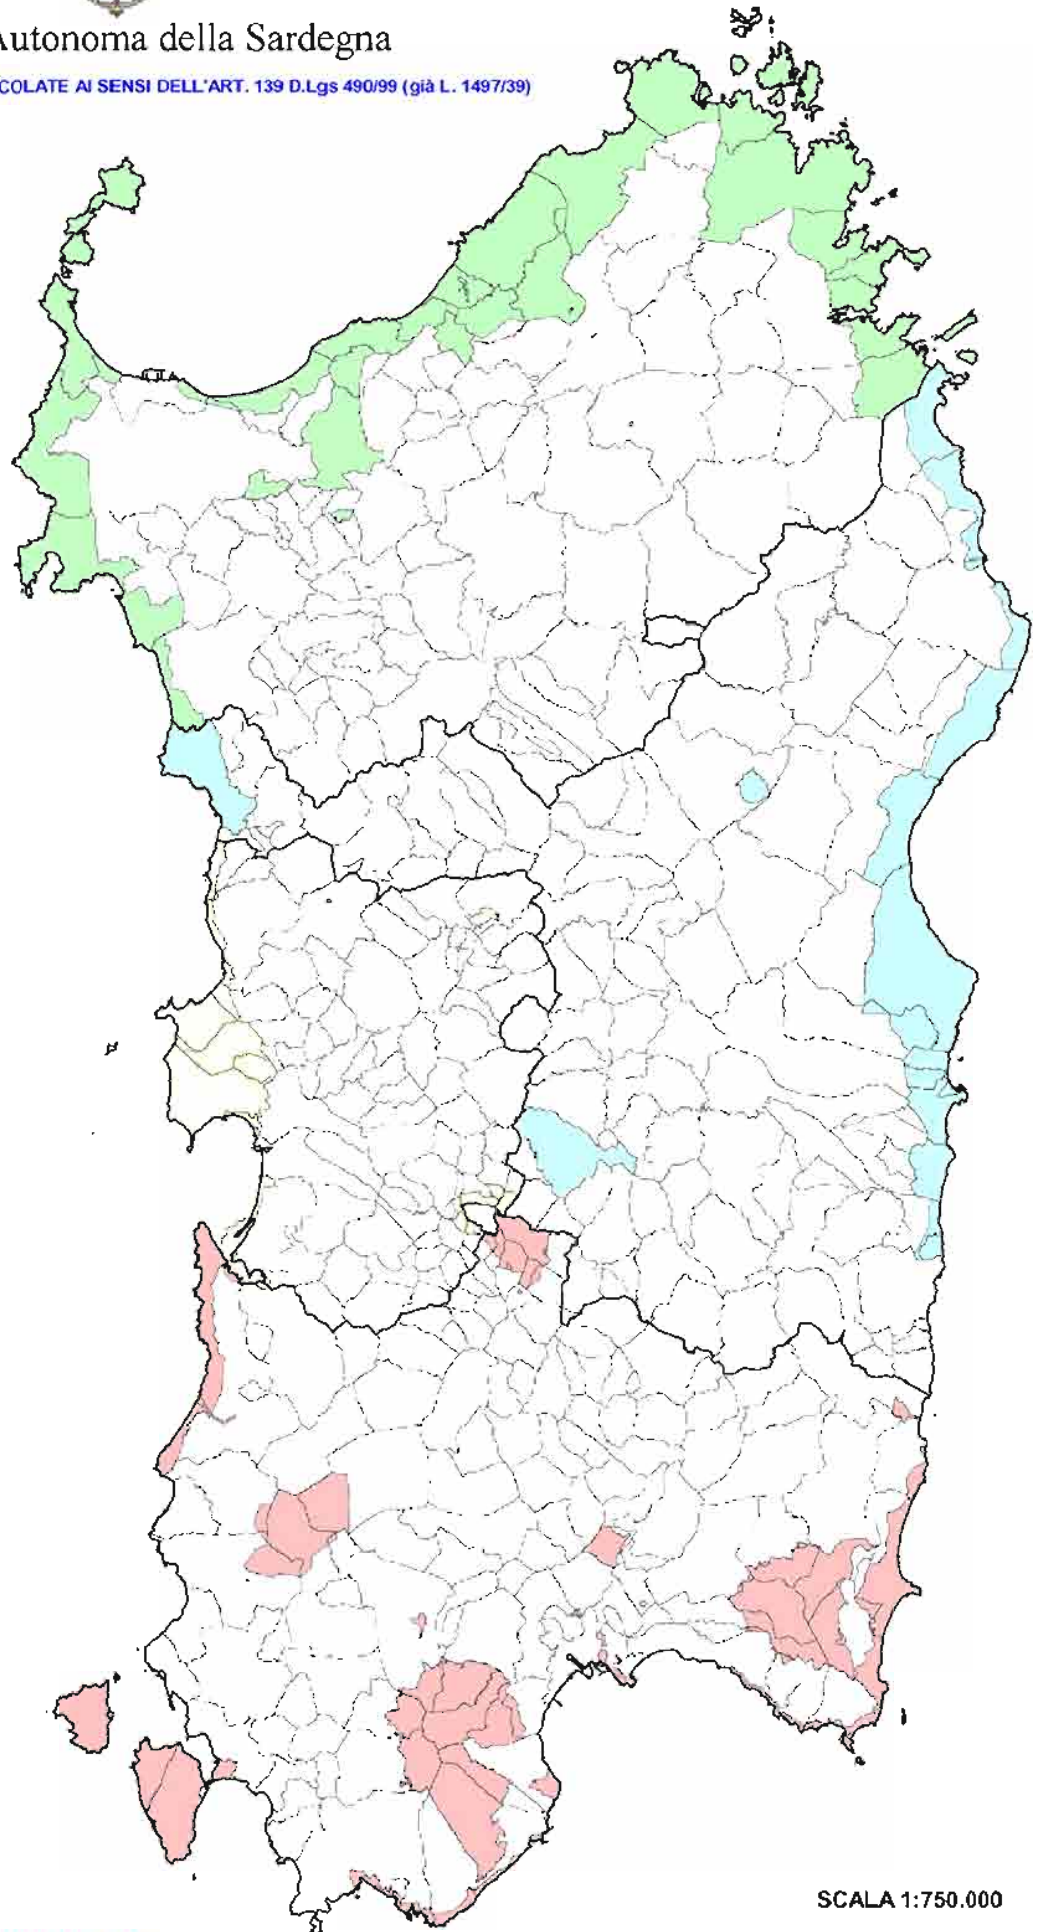 Autonoma della Sardegna
COLATE AI SENSI DELL'ART. 139 D.Lgs 490/99 (già L. 1497/39)
SCALA 1:750.000